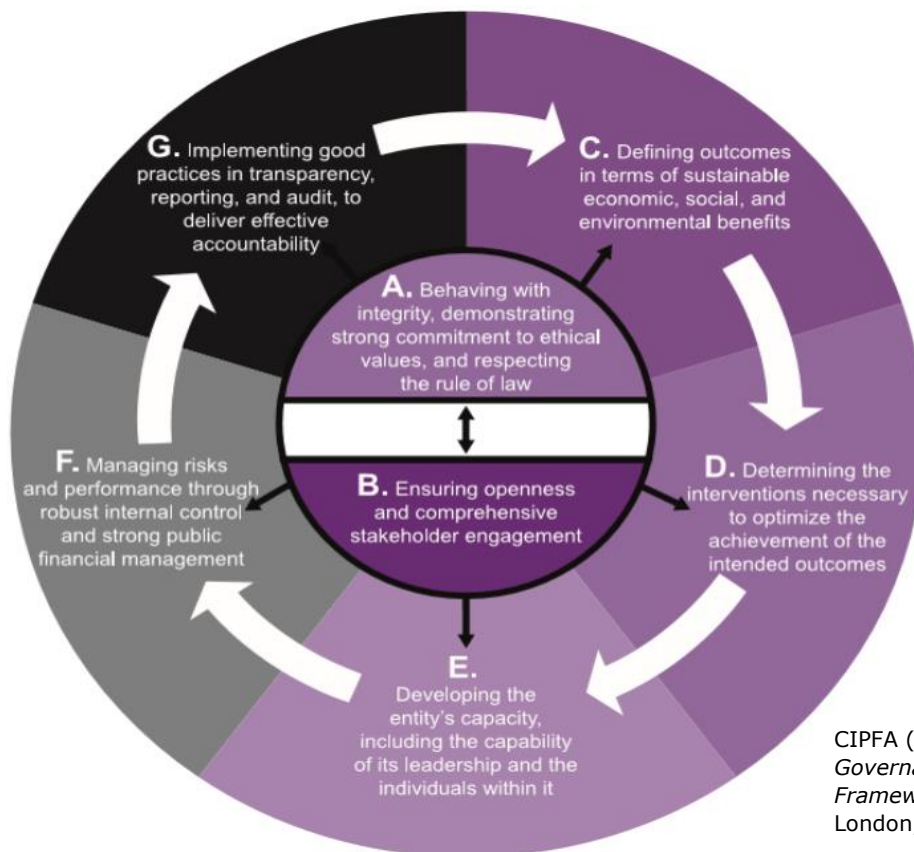 G. Implementing good
practices in transparency,
reporting, and audit, to
deliver effective
accountability
C. Defining outcomes
in terms of sustainable
economic, social, and
environmental benefits
A. Behaving with
integrity, demonstrating
strong commitment to ethical
values, and respecting
the rule of law
F. Managing risks
and performance through
robust internal control
and strong public
financial management
B. Ensuring openness
and comprehensive
stakeholder engagement
D. Determining the
interventions necessary
to optimize the
achievement of the
intended outcomes
E.
Developing the
entity's capacity,
including the capability
of its leadership and the
individuals within it
CIPFA (
Governa
Framew
London